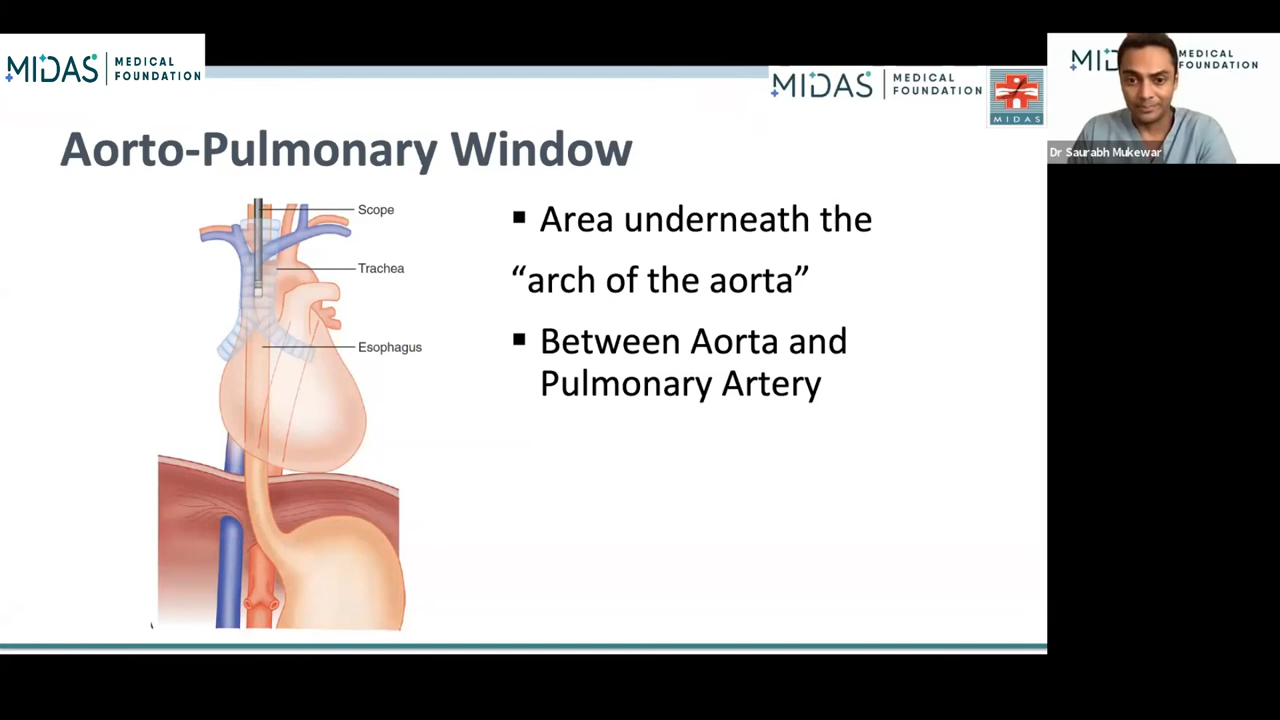 MIDAS MEDICAL FOUNDATION
MIDAS MEDICAL FOUNDATION
MIDAS
MEDICAL FOUNDATION
Dr Saurabh Mukewar
Aorto-Pulmonary Window
Scope
Trachea
Esophagus
▪ Area underneath the
“arch of the aorta”
▪ Between Aorta and
Pulmonary Artery